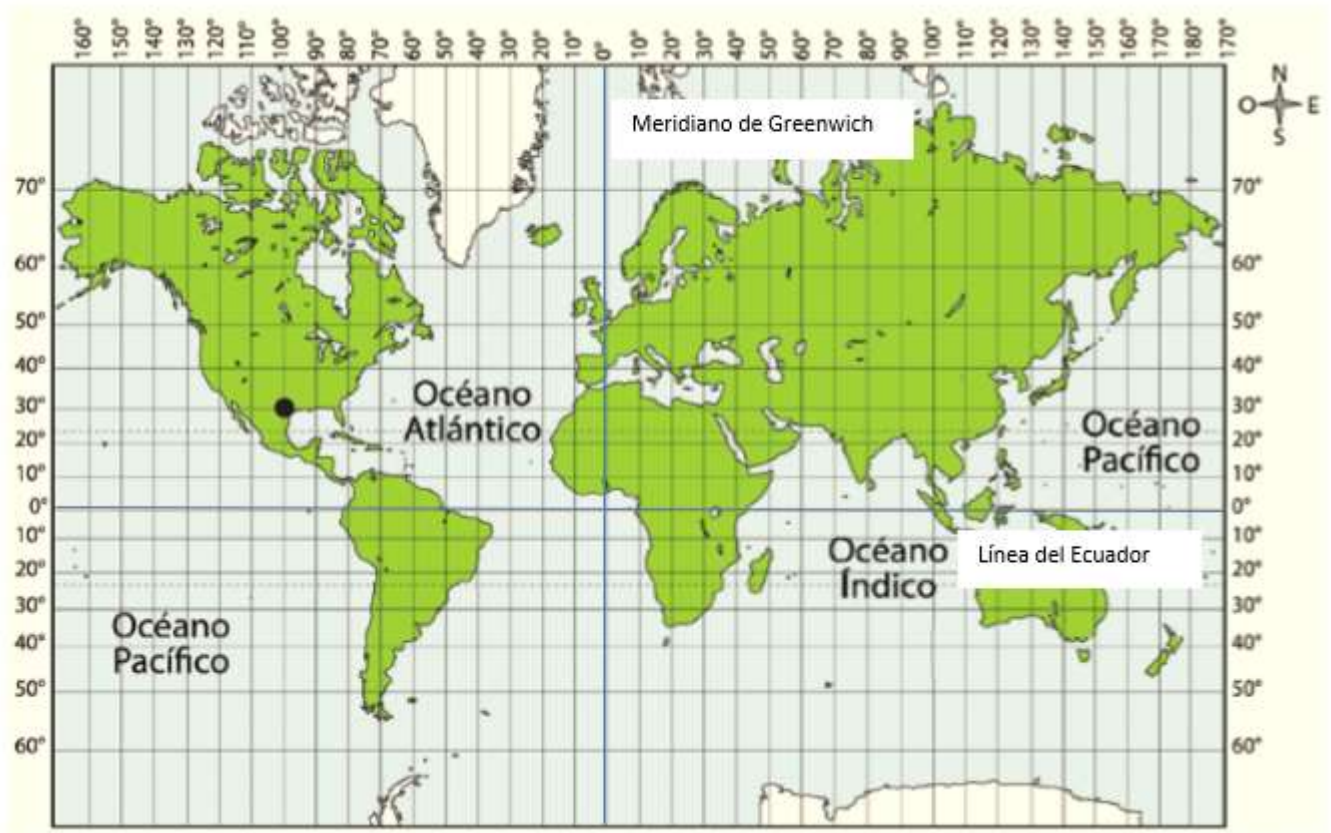 160° 150° 140° 130° 120° 110° 100° 90° 80° 70° 60° 50° 40° 30° 20° 10° 0° 10° 20° 30° 40° 50° 60° 70° 80° 90° 100° 110° 120° 130° 140° 150° 160° 170° 180° 170°
N
O E
S
Meridiano de Greenwich
70° 70°
60° 60°
50° 50°
40° 40°
30° 30°
20° 20°
10° 10°
0° 0°
10° 10°
20° 20°
30° 30°
40° 40°
50° 50°
60° 60°
Océano
Atlántico
Océano
Pacífico
Océano
Índico
Línea del Ecuador
Océano
Pacífico